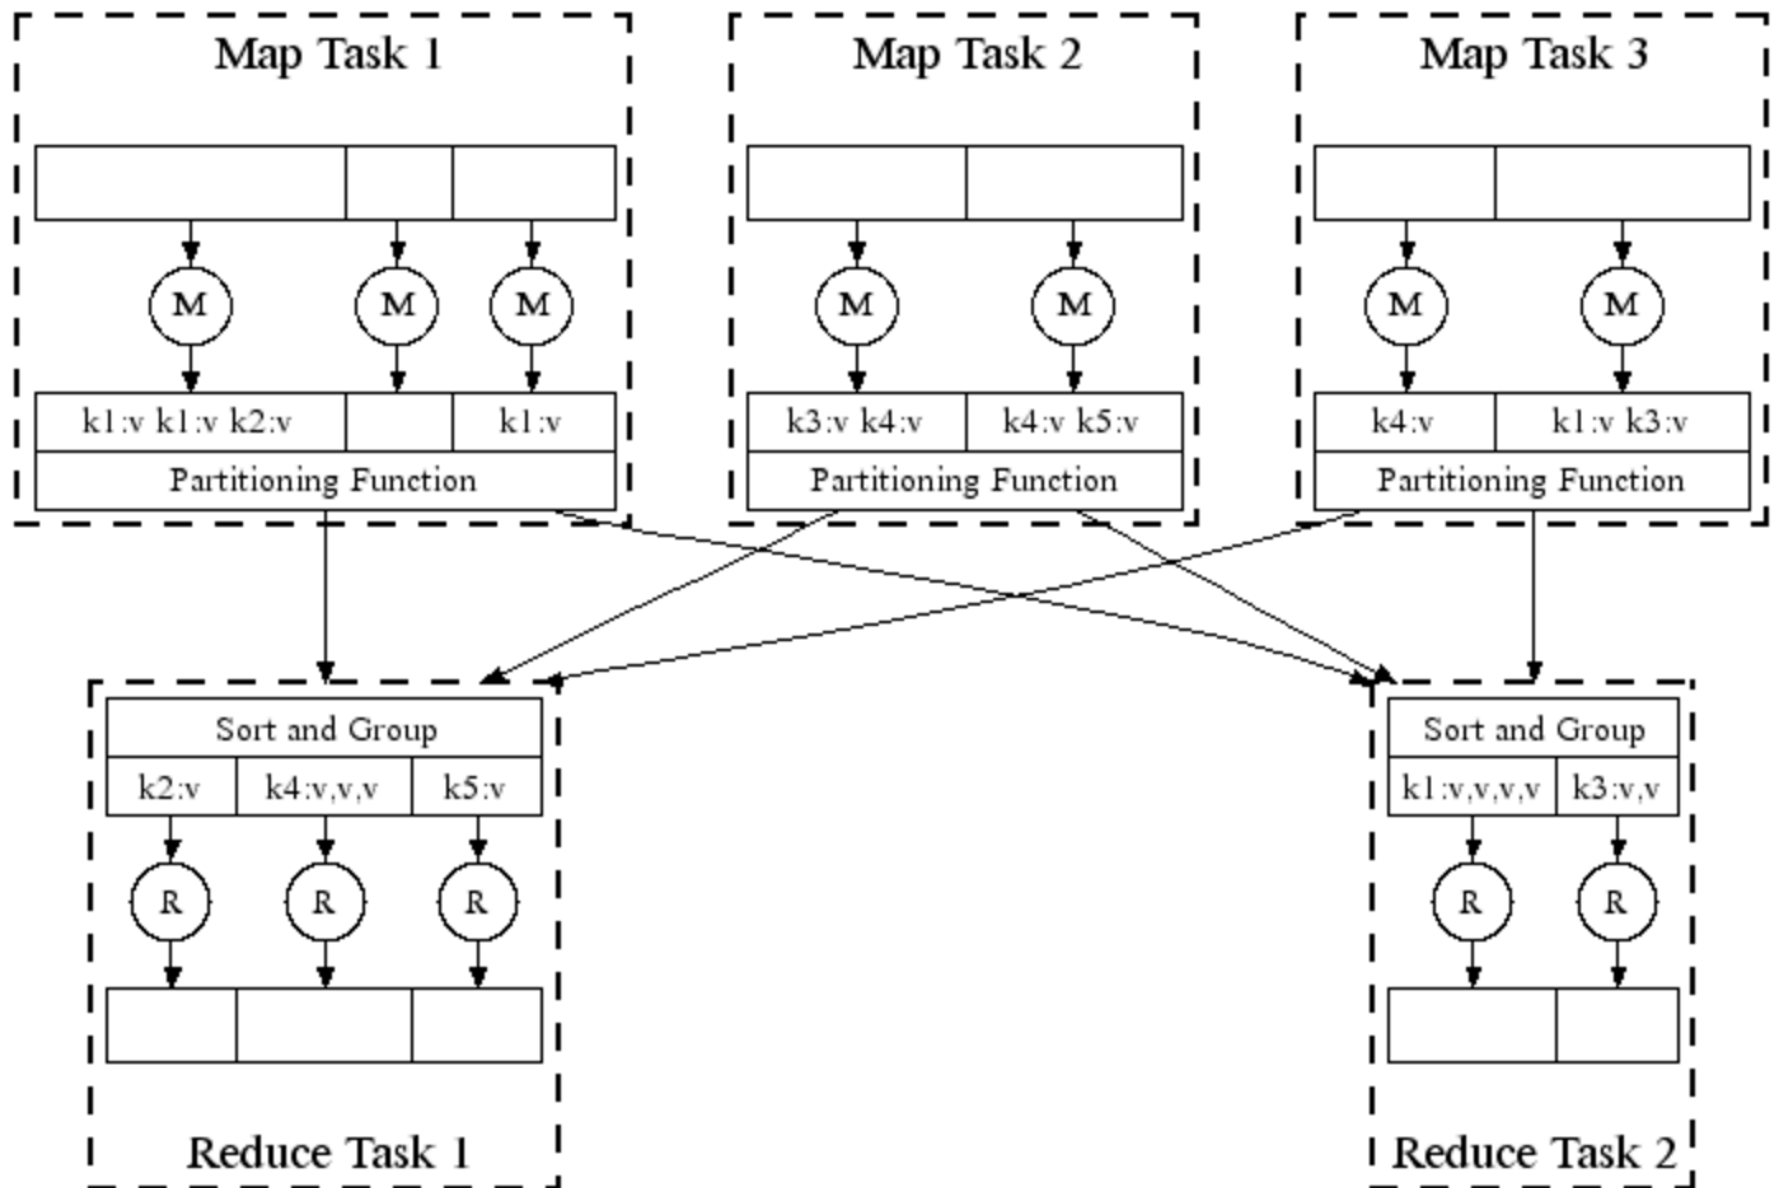 Map Task 1
Map Task 2
Map Task 3
M
M
M
M
M
M
M
k1:v k1:v k2:v
k1:v
k3:v k4:v
k4:v k5:v
k4:v
k1:v k3:v
Partitioning Function
Partitioning Function
Partitioning Function
Sort and Group
Sort and Group
k2:v
k4:v,v,v
k5:v
k1:v,v,v,v
k3:v,v
R
R
R
R
R
Reduce Task 1
Reduce Task 2